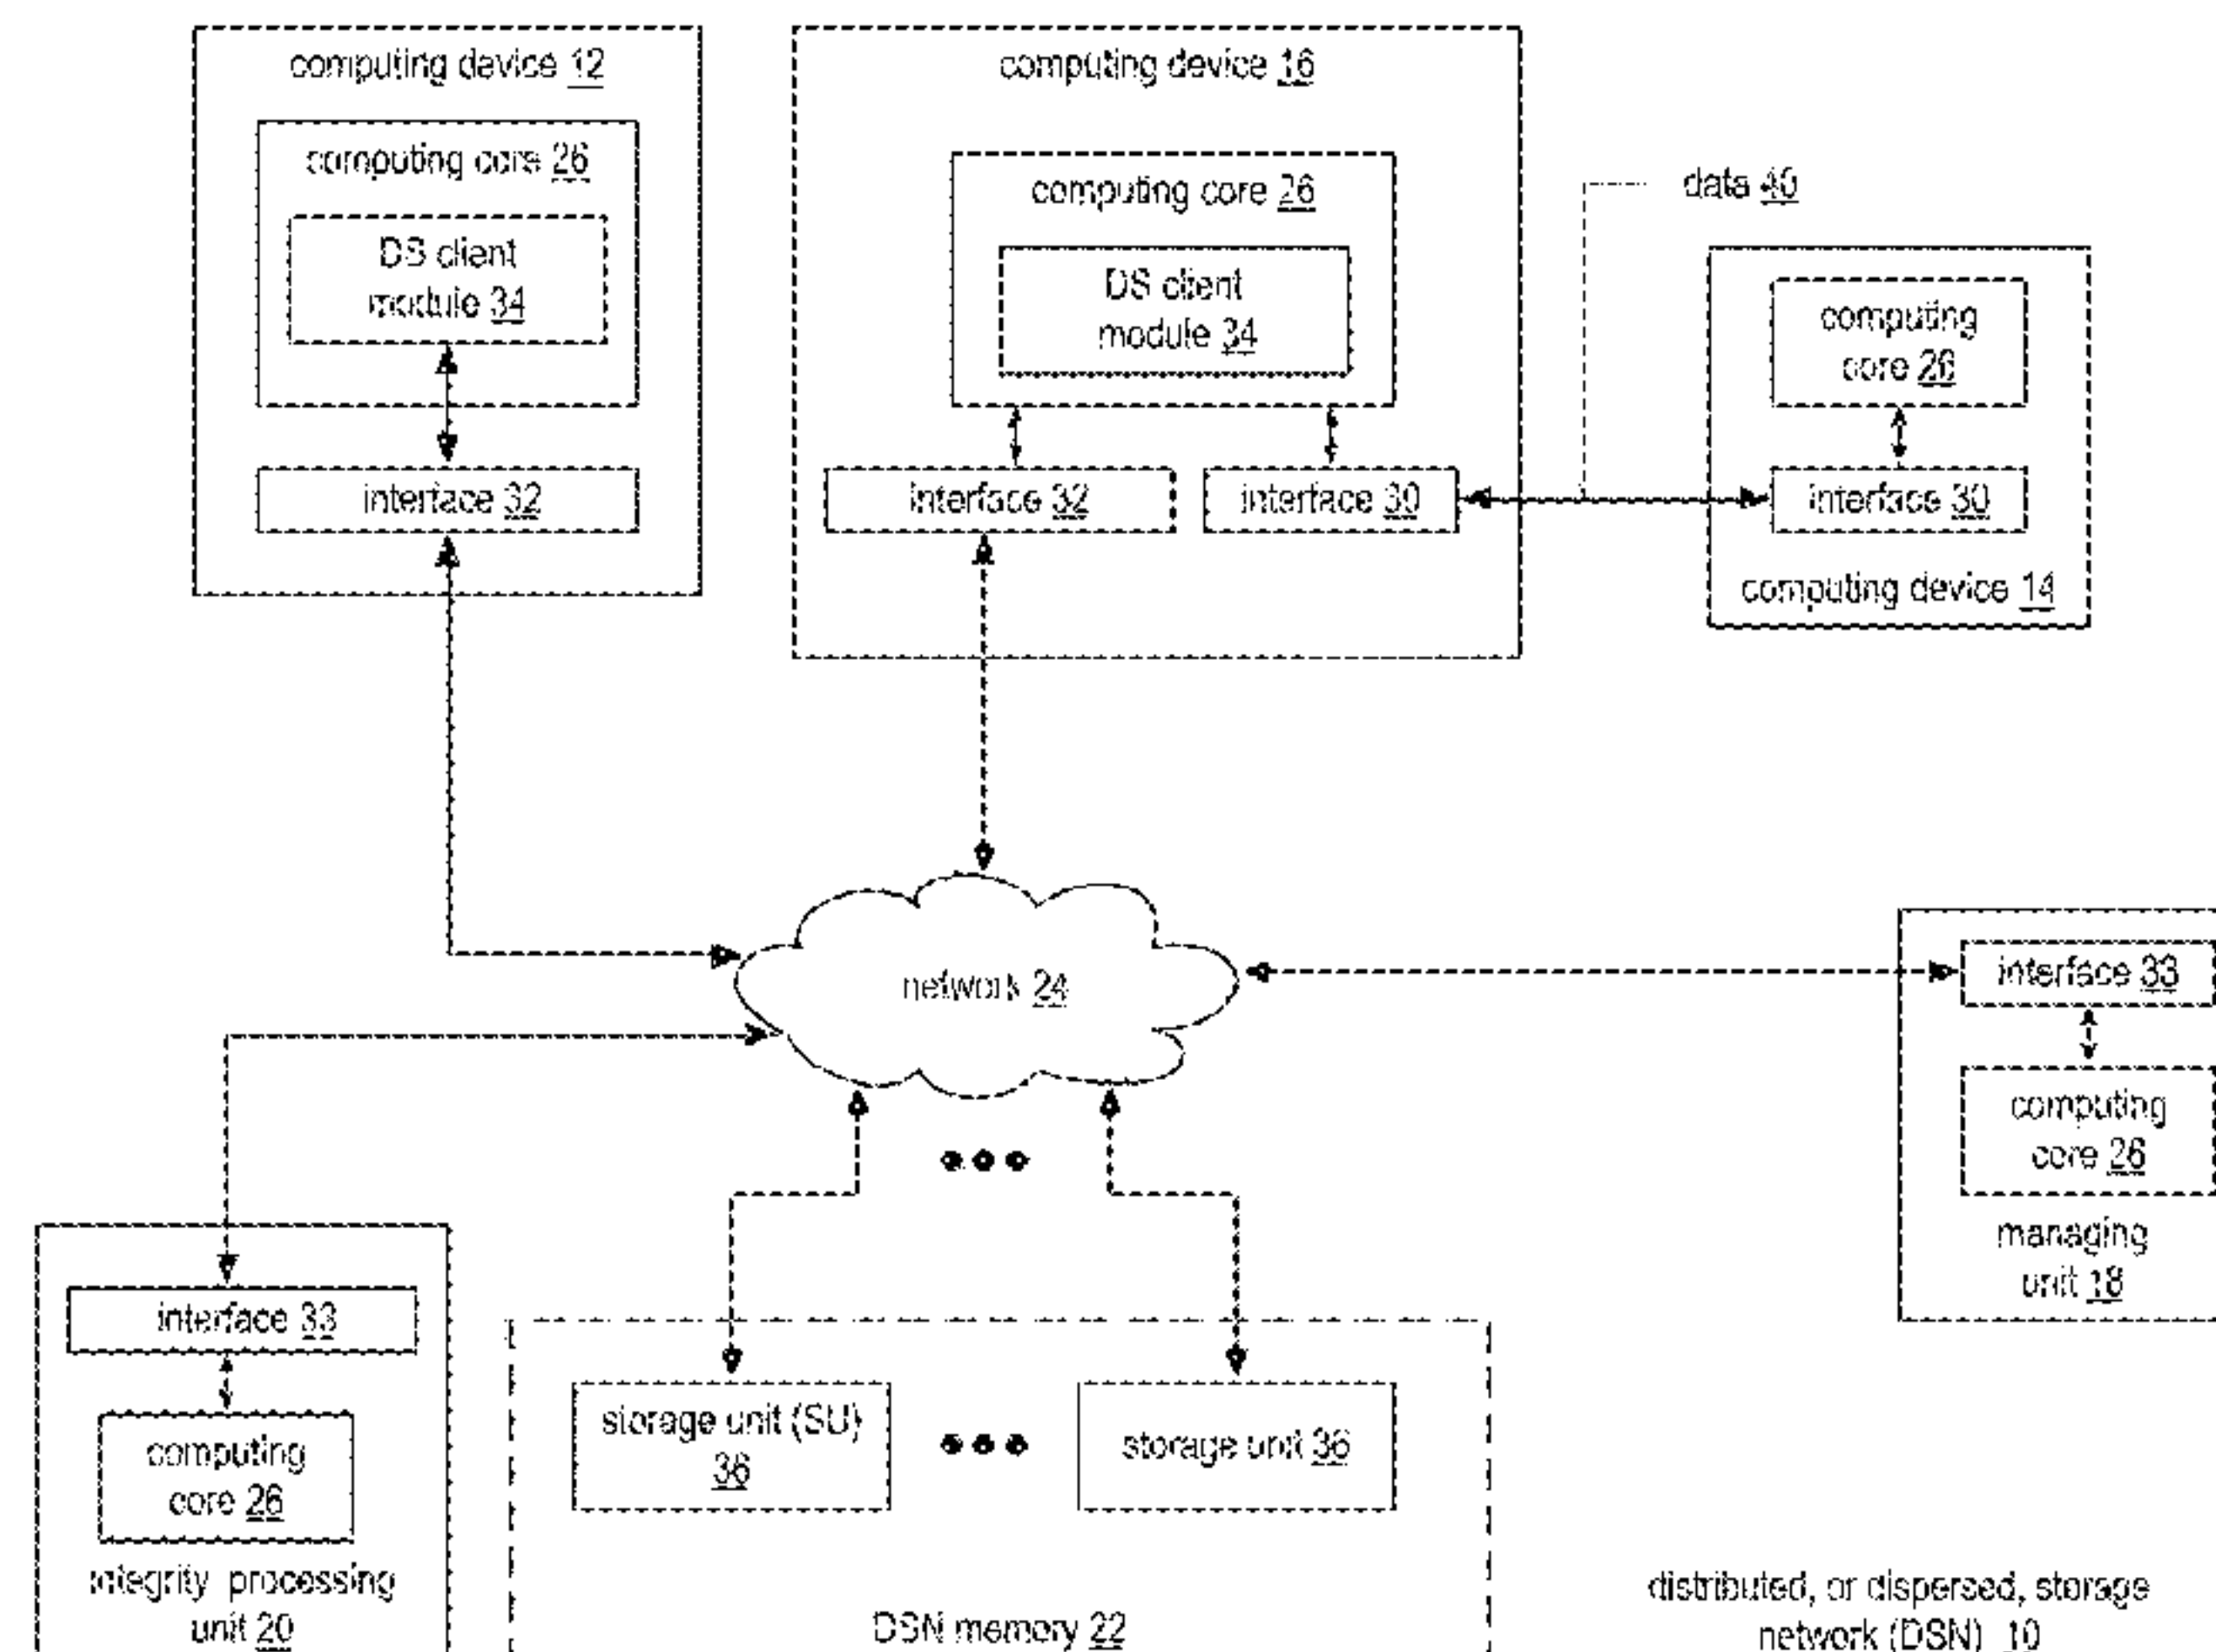 computing device 12
computing core 26
DS client
module 34
interface 32
computing device 16
computing core 26
DS client
module 34
interface 32
interface 30
data 40
computing
core 26
interface 30
computing device 14
network 24
interface 33
computing
core 26
managing
unit 18
interface 33
computing
core 26
integrity processing
unit 20
storage unit (SU)
36
storage unit 36
DSN memory 22
distributed, or dispersed, storage
network (DSN) 10